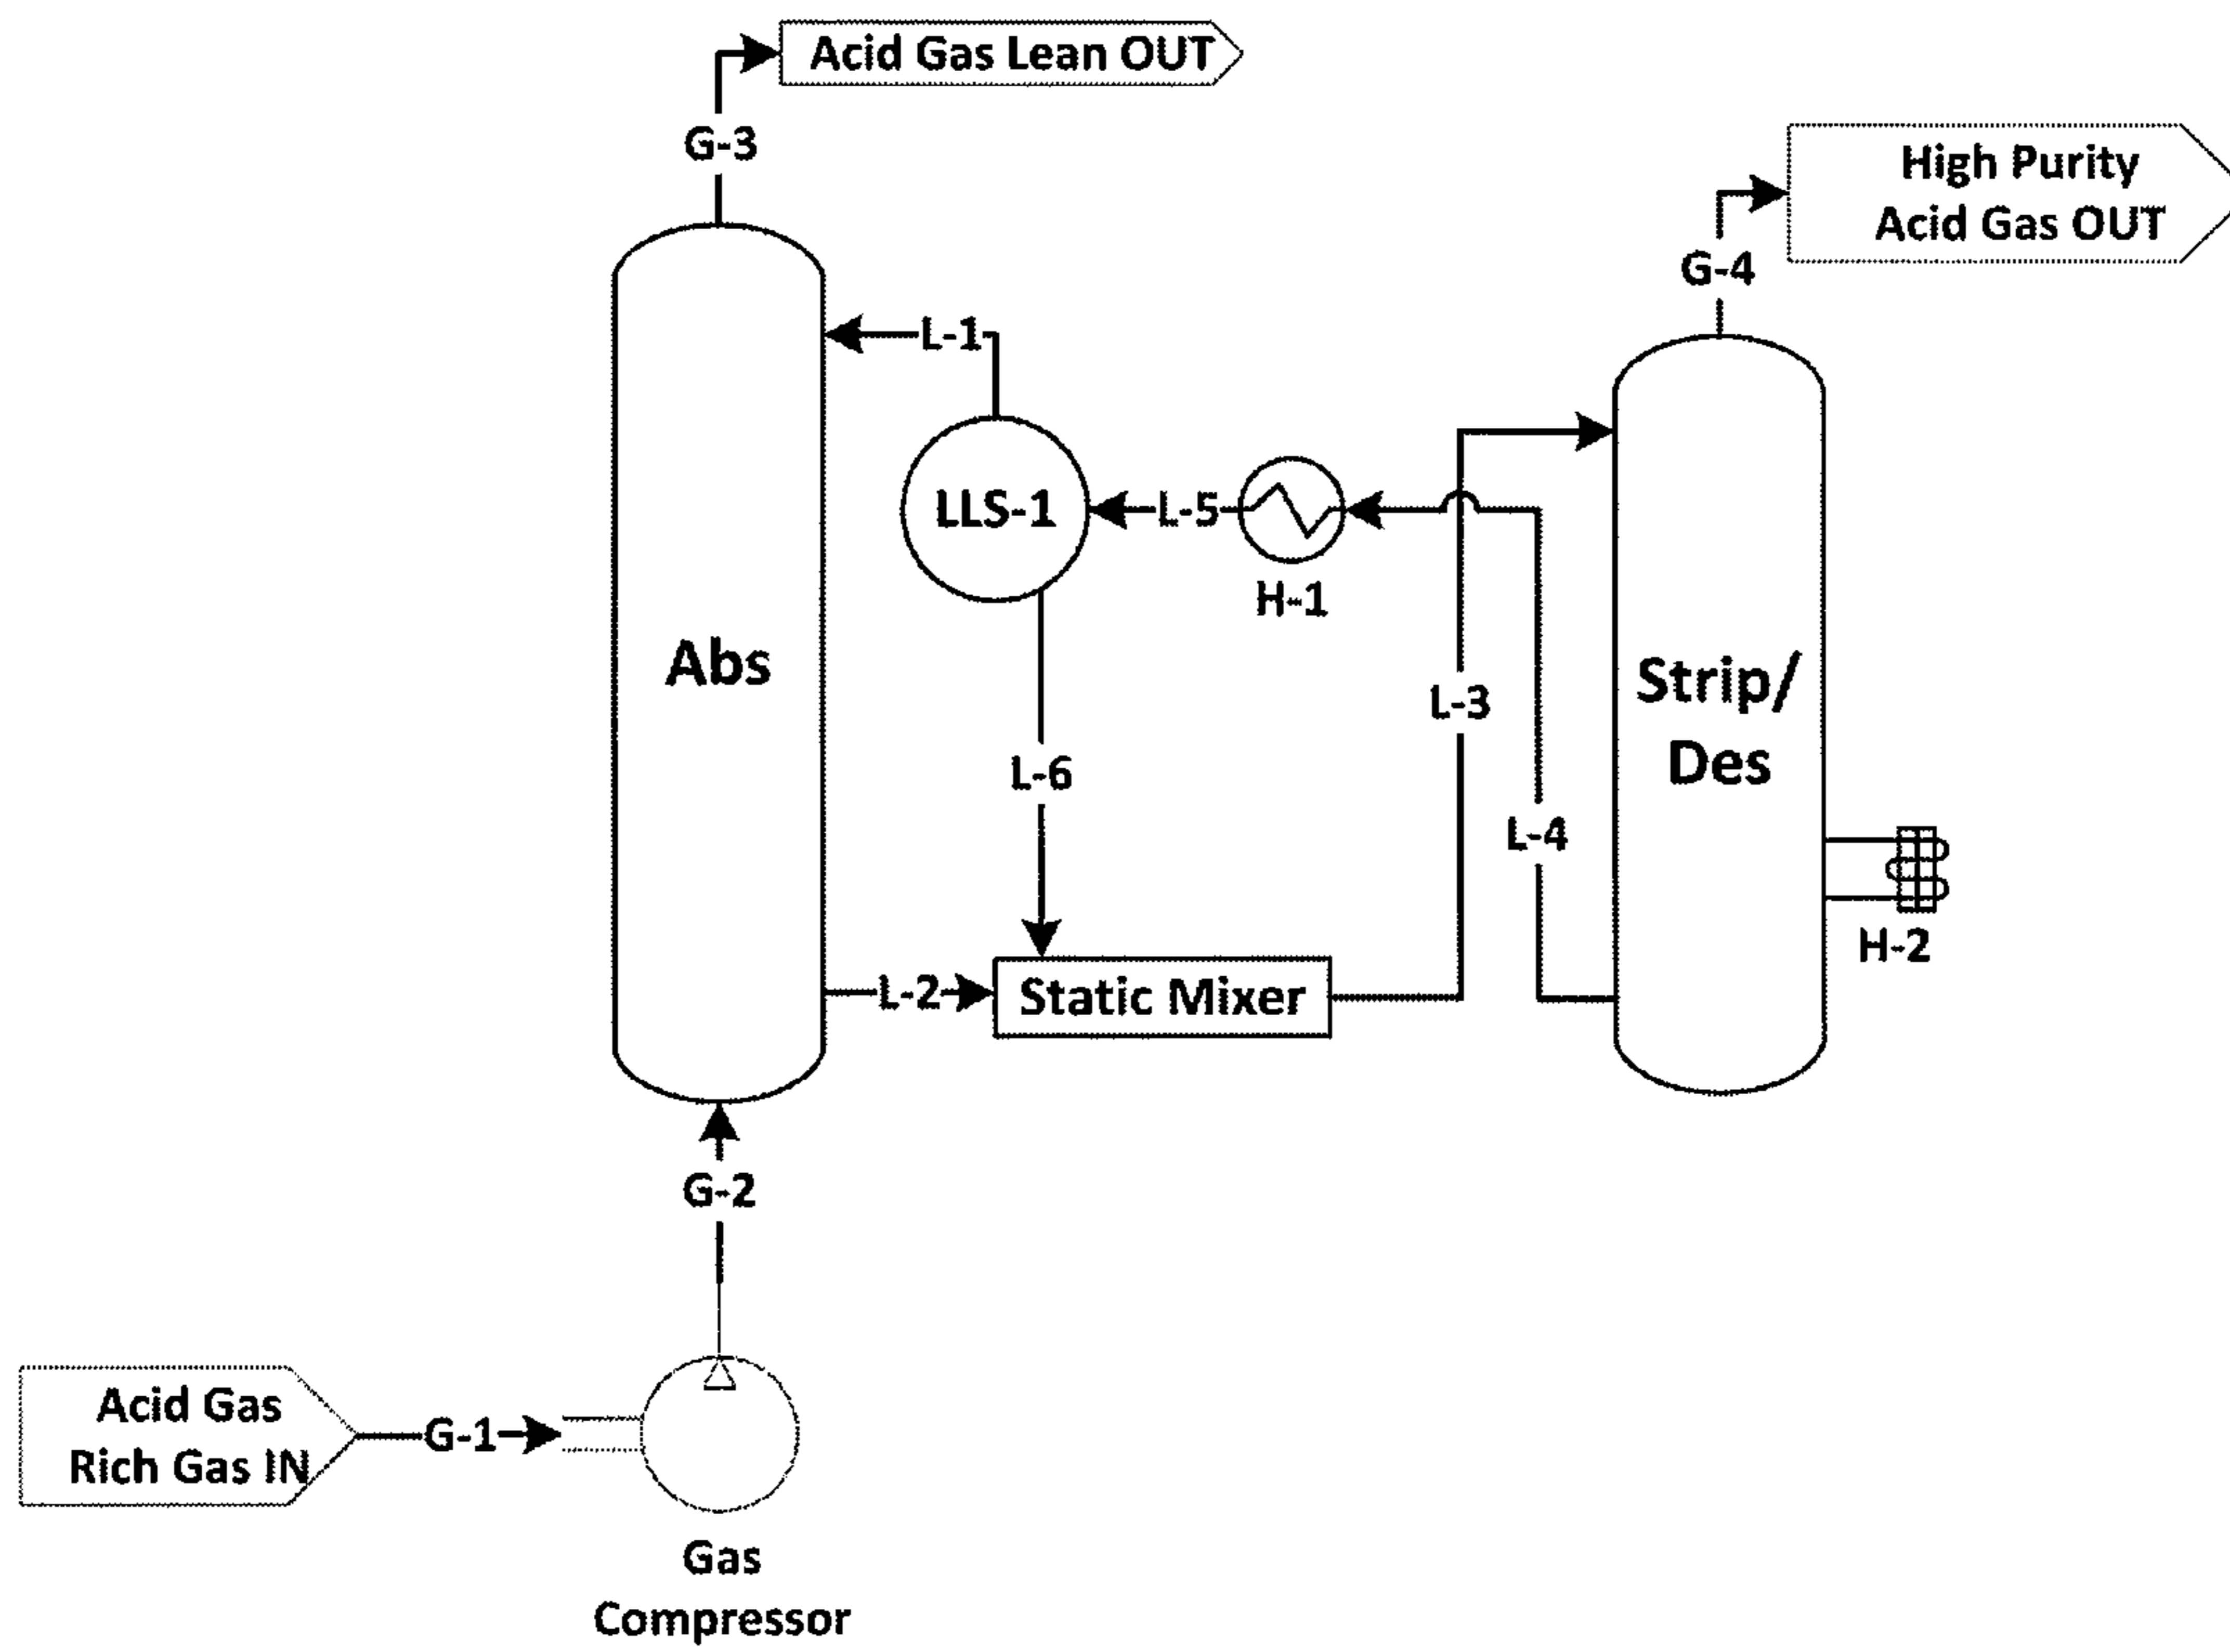 Acid Gas Lean OUT
G-3
High Purity
Acid Gas OUT
G-4
L-1
LLS-1
L-5
H-1
Abs
L-3
Strip/
Des
L-6
L-4
H-2
L-2
Static Mixer
G-2
Acid Gas
Rich Gas IN
G-1
Gas
Compressor